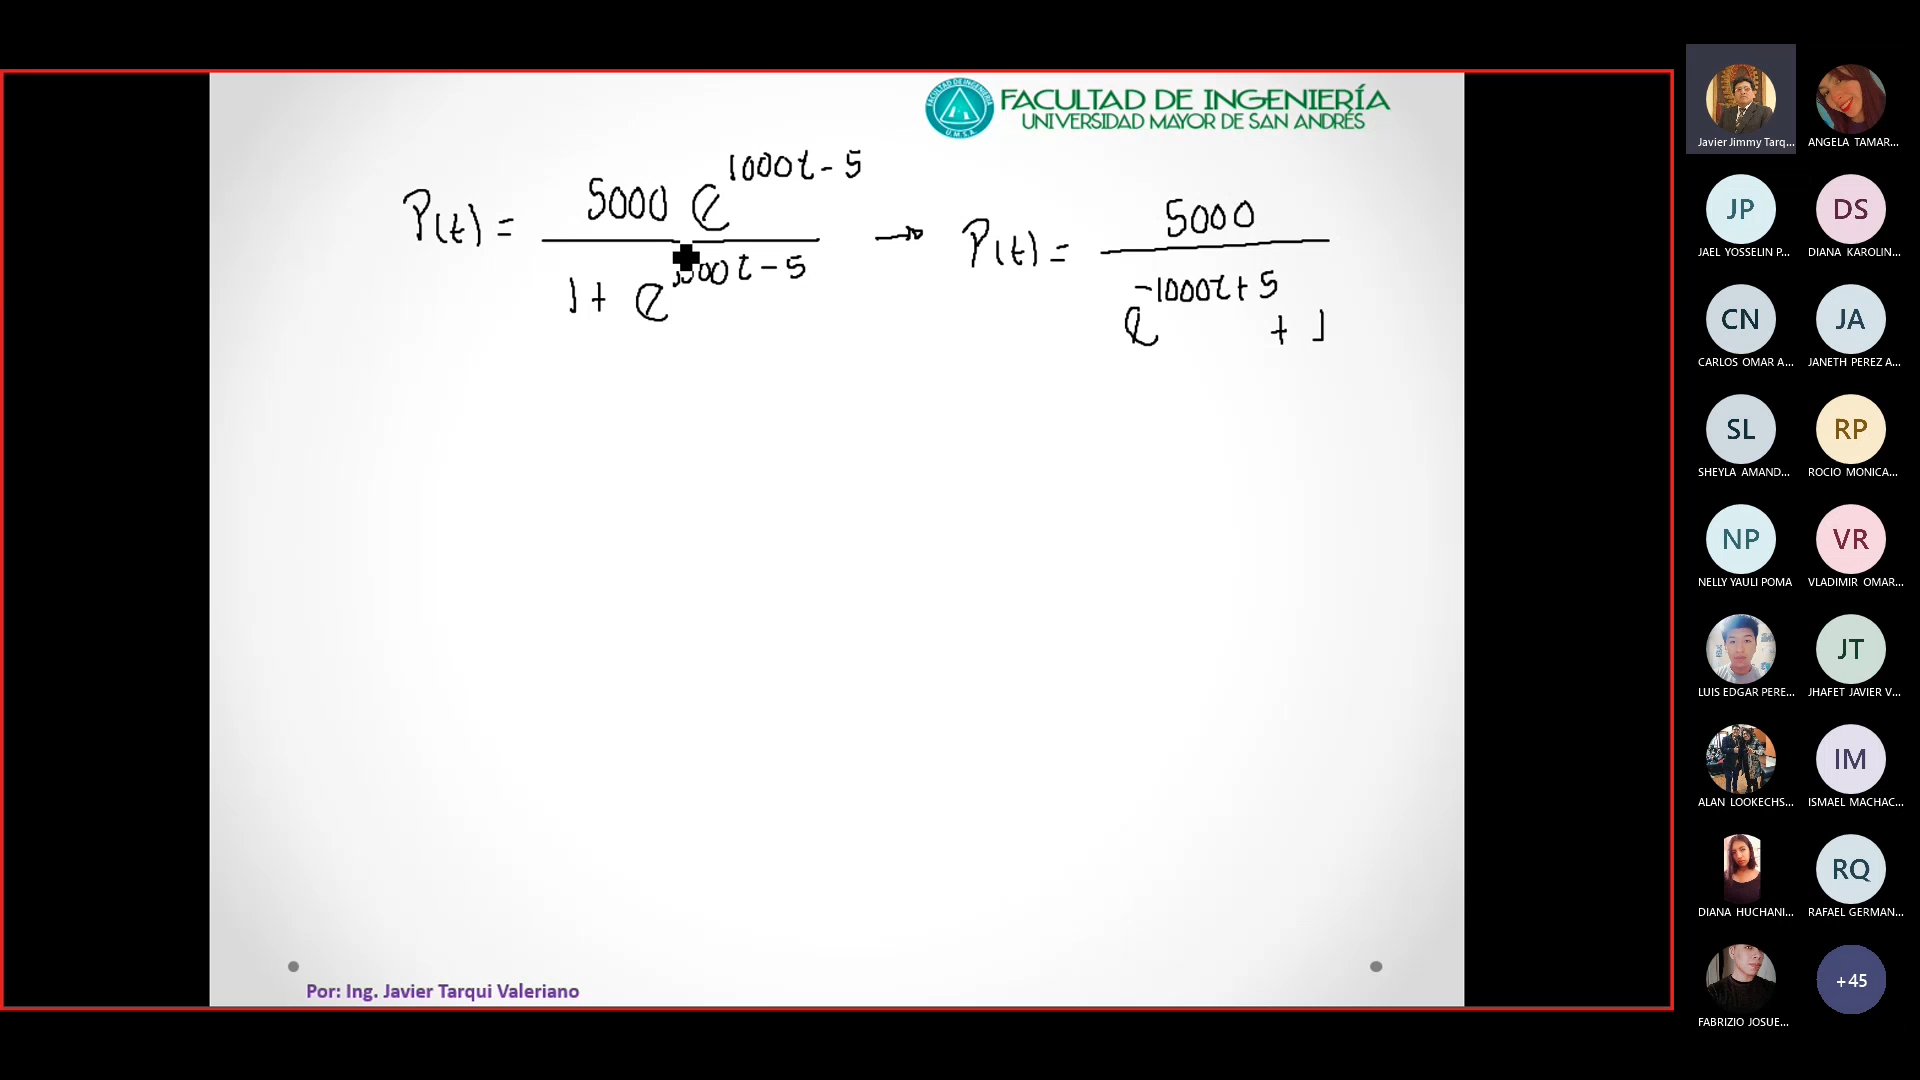 FACULTAD DE INGENIERÍA
UNIVERSIDAD MAYOR DE SAN ANDRÉS
P(t) = 5000 e^{1000t - 5} / 1 + e^{1000t - 5} → P(t) = 5000 / e^{-1000t + 5} + 1
Por: Ing. Javier Tarqui Valeriano
Javier Jimmy Tarq...
ANGELA TAMAR...
JP
DS
JAEL YOSSELIN P...
DIANA KAROLIN...
CN
JA
CARLOS OMAR A...
JANETH PEREZ A...
SL
RP
SHEYLA AMAND...
ROCIO MONICA...
NP
VR
NELLY YAULI POMA
VLADIMIR OMAR...
JT
LUIS EDGAR PERE...
JHAFET JAVIER V...
IM
ALAN LOOKECHS...
ISMAEL MACHAC...
RQ
DIANA HUCHANI...
RAFAEL GERMAN...
+45
FABRIZIO JOSUE...